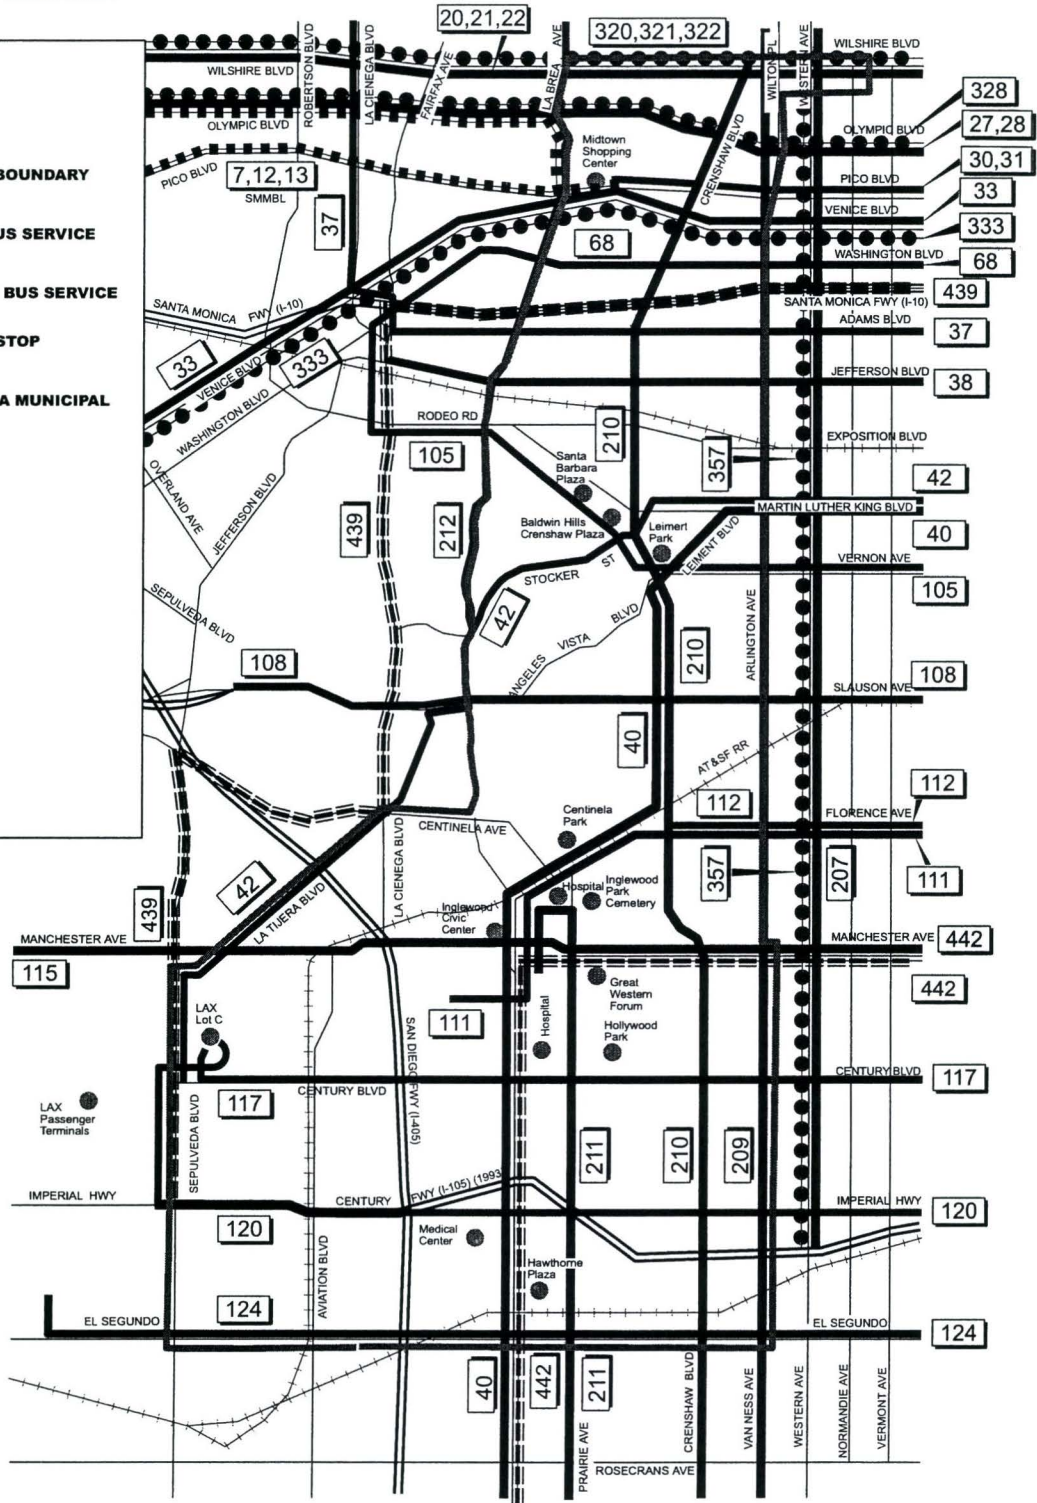 20,21,22
320,321,322
ROBERTSON BLVD
LA CIENEGA BLVD
FAIRFAX AVE
LA BREA AVE
WILTON PL
WESTERN AVE
WILSHIRE BLVD
WILSHIRE BLVD
328
OLYMPIC BLVD
OLYMPIC BLVD
27,28
CRENSHAW BLVD
Midtown
Shopping
Center
30,31
PICO BLVD
PICO BLVD
BOUNDARY
7,12,13
SMMBL
33
VENICE BLVD
37
US SERVICE
333
68
WASHINGTON BLVD
68
BUS SERVICE
439
SANTA MONICA FWY (I-10)
SANTA MONICA FWY (I-10)
ADAMS BLVD
37
STOP
33
VENICE BLVD
333
JEFFERSON BLVD
38
A MUNICIPAL
WASHINGTON BLVD
RODEO RD
210
EXPOSITION BLVD
105
357
Santa
Barbara
Plaza
42
OVERLAND AVE
JEFFERSON BLVD
MARTIN LUTHER KING BLVD
439
212
Baldwin Hills
Crenshaw Plaza
Leimert
Park
40
LEIMENT BLVD
VERNON AVE
STOCKER ST
105
SEPULVEDA BLVD
42
ANGELES VISTA BLVD
ARLINGTON AVE
210
108
108
SLAUSON AVE
40
AT&SF RR
112
112
Centinela
Park
FLORENCE AVE
CENTINELA AVE
LA CIENEGA BLVD
357
207
111
42
LA TIJERA BLVD
Hospital
Inglewood
Park
Cemetery
439
Inglewood
Civic
Center
MANCHESTER AVE
MANCHESTER AVE
442
115
442
Great
Western
Forum
LAX
Lot C
111
Hospital
Hollywood
Park
SAN DIEGO FWY (I-405)
CENTURY BLVD
117
CENTURY BLVD
117
LAX
Passenger
Terminals
SEPULVEDA BLVD
211
210
209
IMPERIAL HWY
CENTURY FWY (I-105) (1993
IMPERIAL HWY
120
120
Medical
Center
AVIATION BLVD
Hawthorne
Plaza
124
EL SEGUNDO
EL SEGUNDO
124
40
442
211
PRAIRIE AVE
CRENSHAW BLVD
VAN NESS AVE
WESTERN AVE
NORMANDIE AVE
VERMONT AVE
ROSECRANS AVE